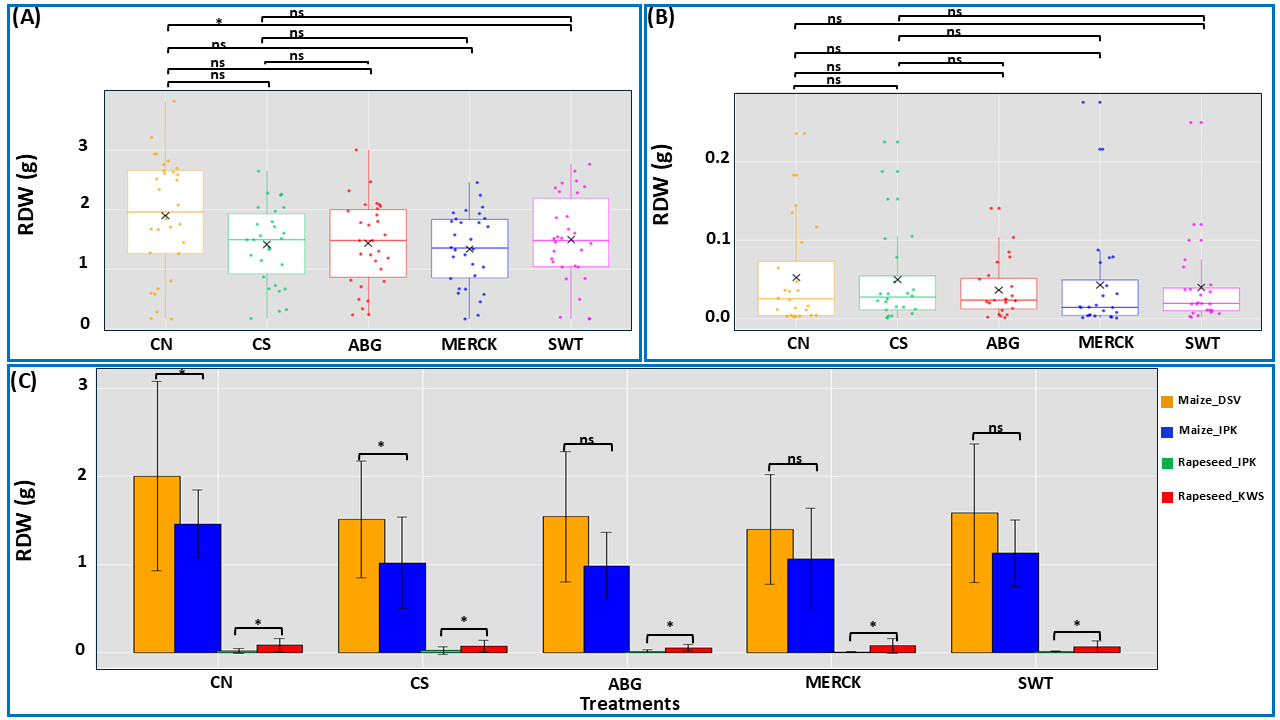 (A)
ns
*
ns
ns
ns
ns
ns
RDW (g)
3
2
1
0
CN CS ABG MERCK SWT
(B)
ns
ns
ns
ns
ns
ns
ns
RDW (g)
0.2
0.1
0.0
CN CS ABG MERCK SWT
(C)
RDW (g)
3
2
1
0
* * ns ns ns
* * * * *
CN CS ABG MERCK SWT
Treatments
Maize_DSV
Maize_IPK
Rapeseed_IPK
Rapeseed_KWS